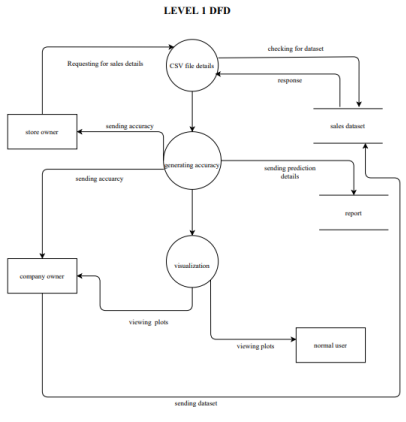 LEVEL 1 DFD
checking for dataset
Requesting for sales details
CSV file details
response
sending accuracy
sales dataset
store owner
generating accuracy
sending prediction
details
sending accuarcy
report
visualization
company owner
viewing plots
viewing plots
normal user
sending dataset